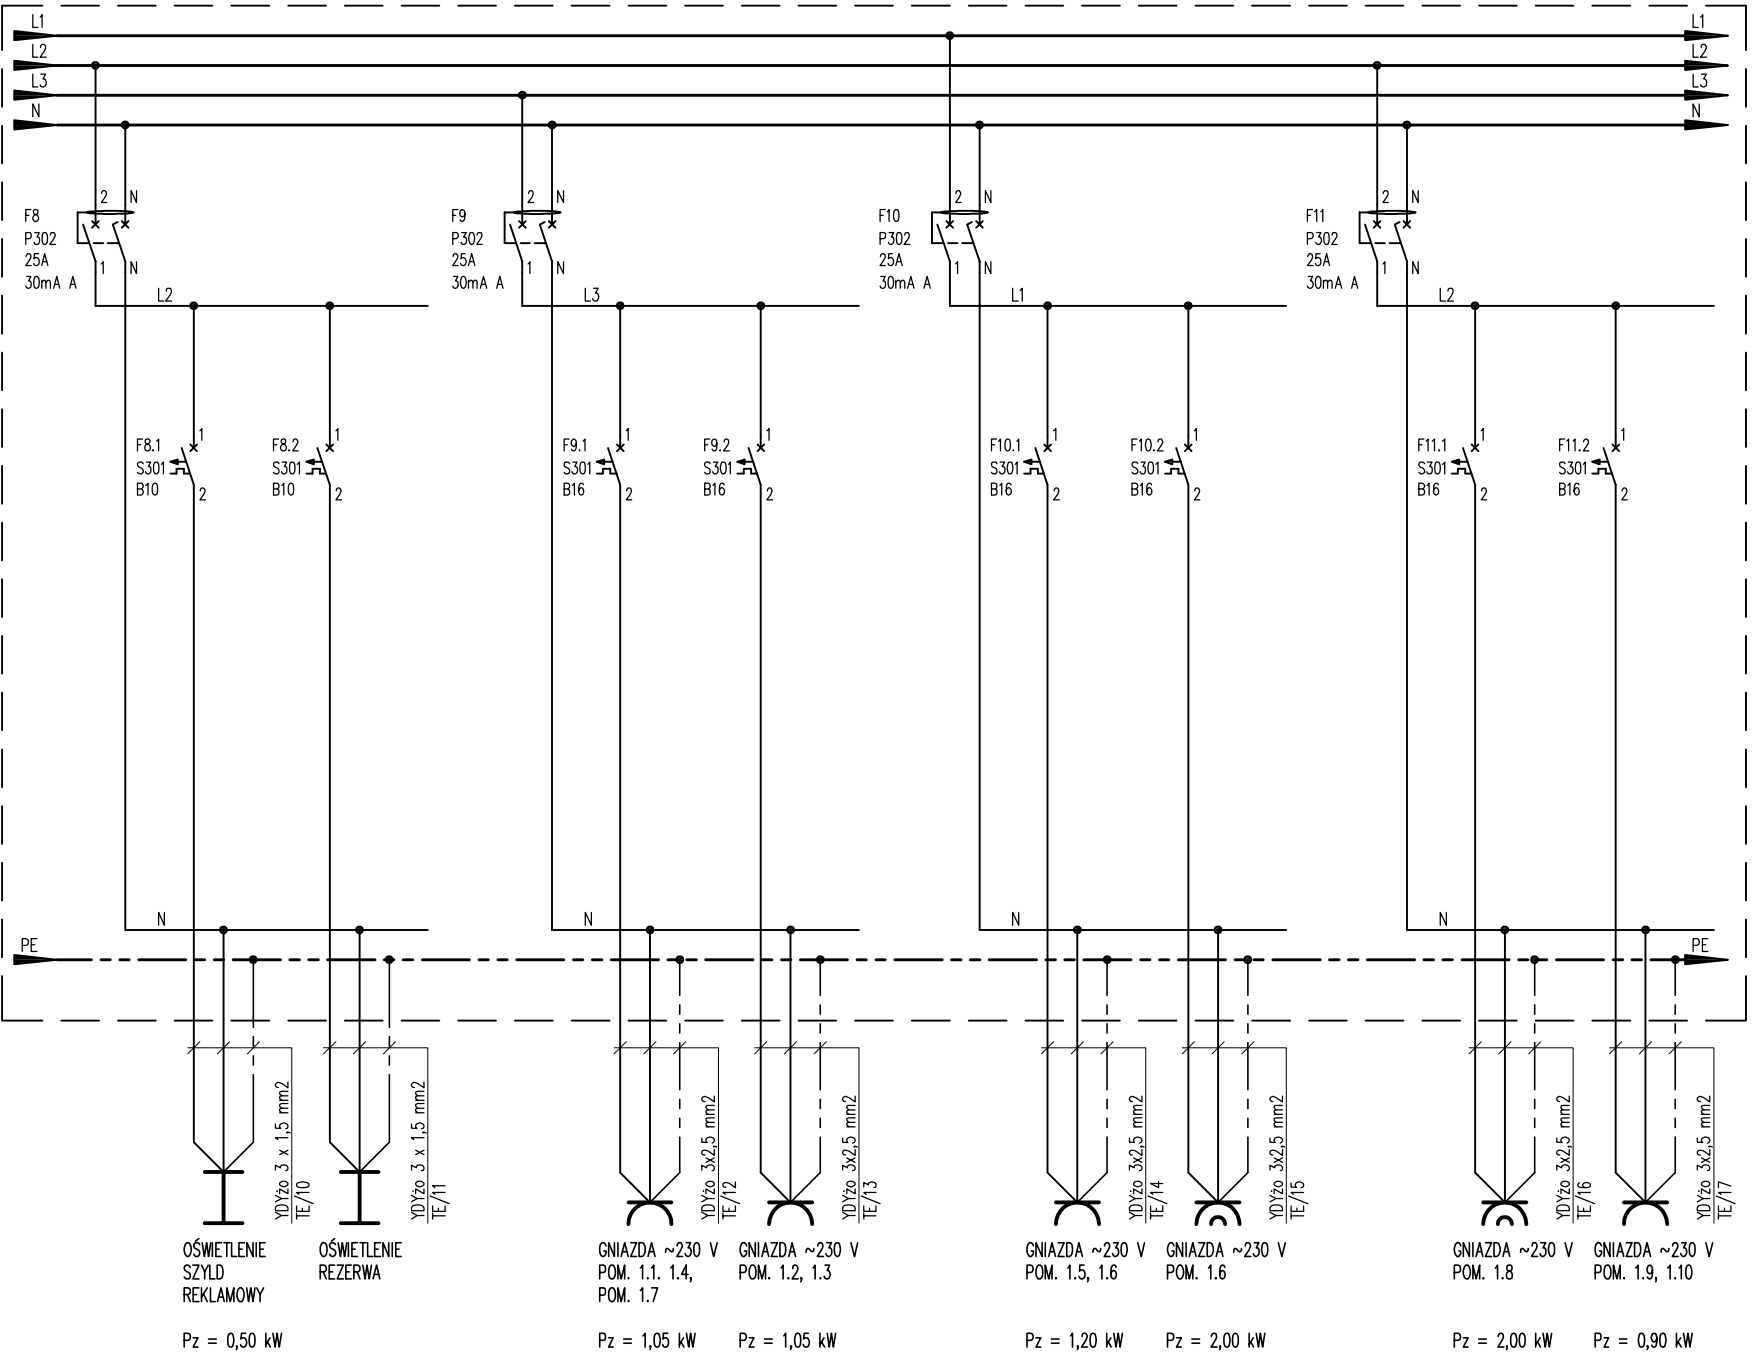 L1
L1
L2
L2
L3
L3
N
N
2 N
F8
P302
25A
30mA A
1 N
L2
2 N
F9
P302
25A
30mA A
1 N
L3
2 N
F10
P302
25A
30mA A
1 N
L1
2 N
F11
P302
25A
30mA A
1 N
L2
1
F8.1
S301
B10
2
1
F8.2
S301
B10
2
1
F9.1
S301
B16
2
1
F9.2
S301
B16
2
1
F10.1
S301
B16
2
1
F10.2
S301
B16
2
1
F11.1
S301
B16
2
1
F11.2
S301
B16
2
N
N
N
N
PE
PE
YDYżo 3 x 1,5 mm2
TE/10
YDYżo 3 x 1,5 mm2
TE/11
YDYżo 3x2,5 mm2
TE/12
YDYżo 3x2,5 mm2
TE/13
YDYżo 3x2,5 mm2
TE/14
YDYżo 3x2,5 mm2
TE/15
YDYżo 3x2,5 mm2
TE/16
YDYżo 3x2,5 mm2
TE/17
OŚWIETLENIE
SZYLD
REKLAMOWY
Pz = 0,50 kW
OŚWIETLENIE
REZERWA
GNIAZDA ~230 V
POM. 1.1. 1.4,
POM. 1.7
Pz = 1,05 kW
GNIAZDA ~230 V
POM. 1.2, 1.3
Pz = 1,05 kW
GNIAZDA ~230 V
POM. 1.5, 1.6
Pz = 1,20 kW
GNIAZDA ~230 V
POM. 1.6
Pz = 2,00 kW
GNIAZDA ~230 V
POM. 1.8
Pz = 2,00 kW
GNIAZDA ~230 V
POM. 1.9, 1.10
Pz = 0,90 kW